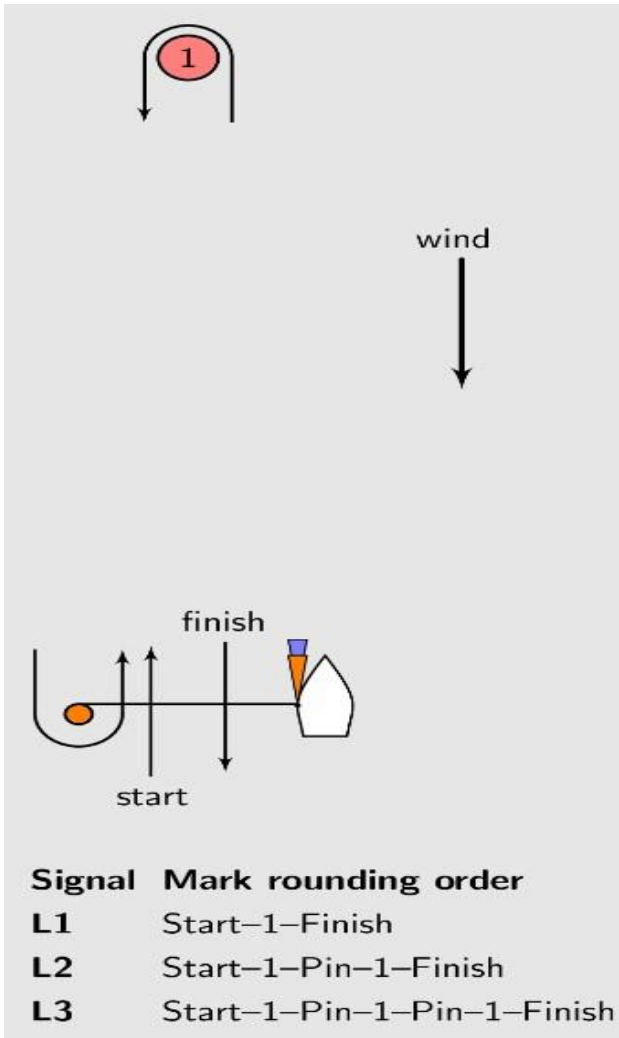 1
wind
finish
start
Signal Mark rounding order
L1 Start–1–Finish
L2 Start–1–Pin–1–Finish
L3 Start–1–Pin–1–Pin–1–Finish